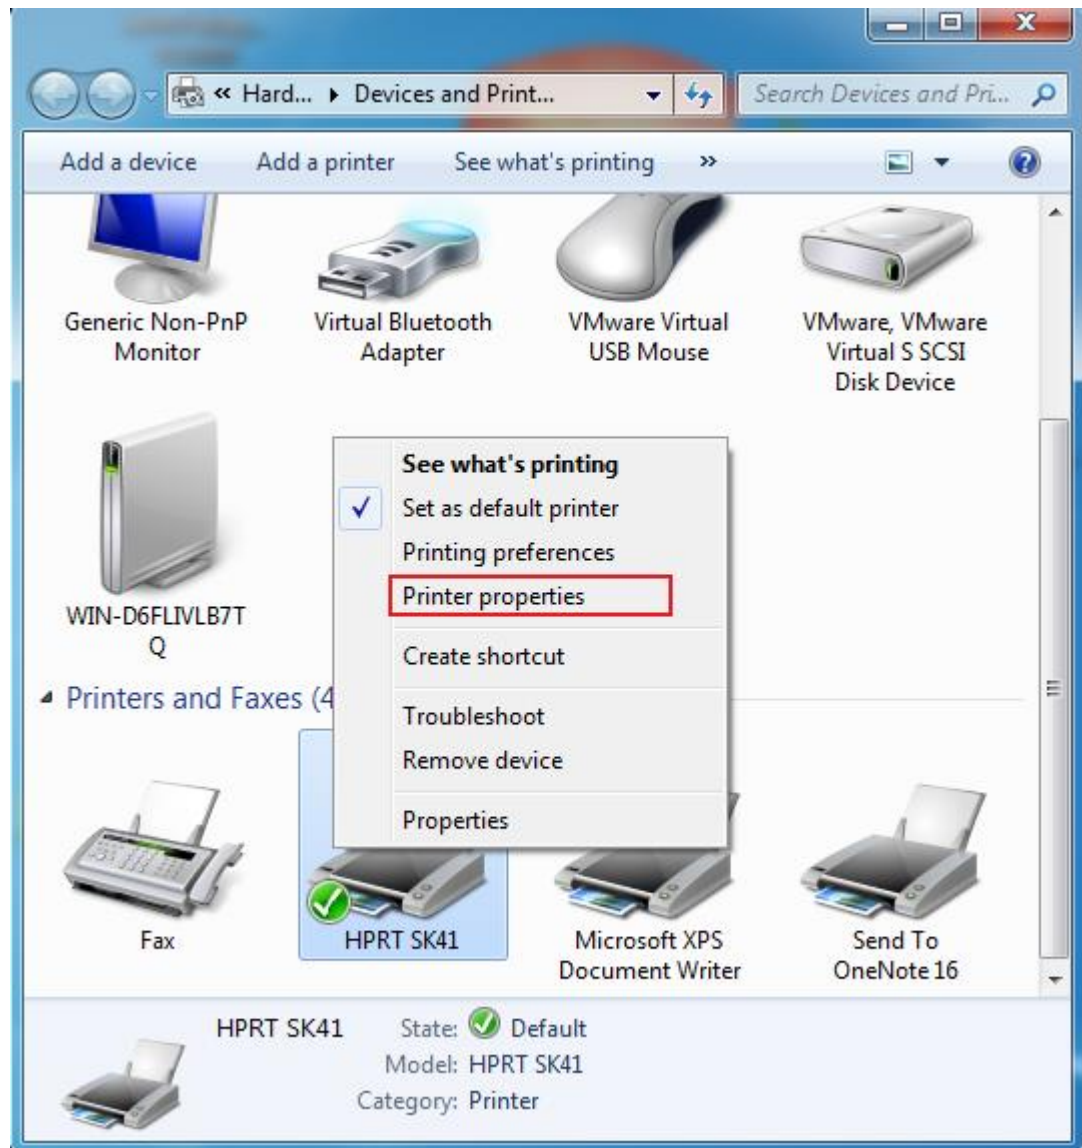 « Hard... ▸ Devices and Print...
Search Devices and Pri...
Add a device Add a printer See what's printing »
Generic Non-PnP
Monitor
Virtual Bluetooth
Adapter
VMware Virtual
USB Mouse
VMware, VMware
Virtual S SCSI
Disk Device
WIN-D6FLIVLB7T
Q
See what's printing
Set as default printer
Printing preferences
Printer properties
Create shortcut
Troubleshoot
Remove device
Properties
Printers and Faxes (4
Fax
HPRT SK41
Microsoft XPS
Document Writer
Send To
OneNote 16
HPRT SK41 State: Default
Model: HPRT SK41
Category: Printer